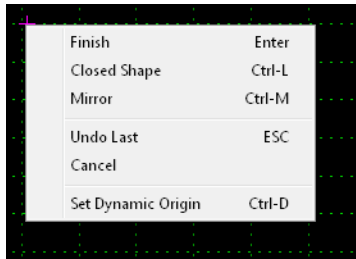 Finish Enter
Closed Shape Ctrl-L
Mirror Ctrl-M
Undo Last ESC
Cancel
Set Dynamic Origin Ctrl-D